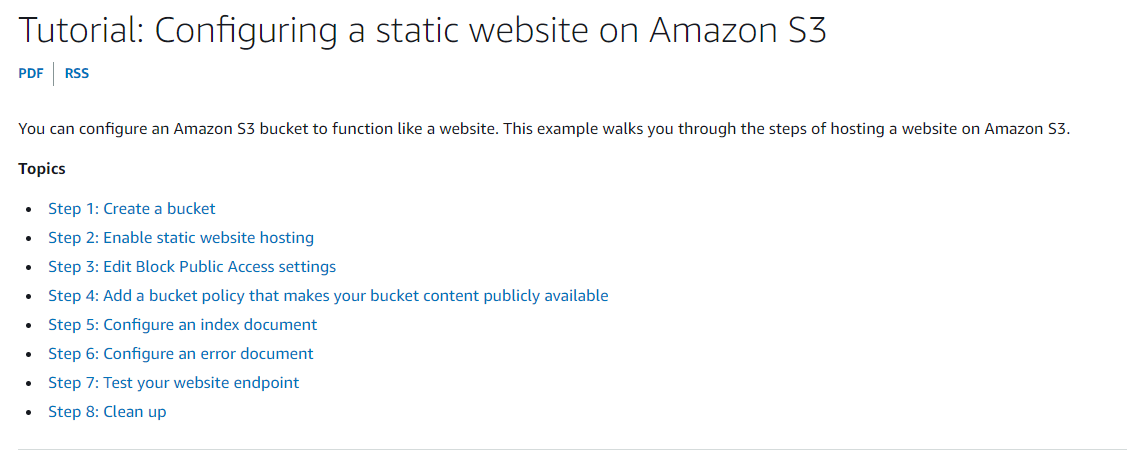 Tutorial: Configuring a static website on Amazon S3
PDF RSS
You can configure an Amazon S3 bucket to function like a website. This example walks you through the steps of hosting a website on Amazon S3.
Topics
Step 1: Create a bucket
Step 2: Enable static website hosting
Step 3: Edit Block Public Access settings
Step 4: Add a bucket policy that makes your bucket content publicly available
Step 5: Configure an index document
Step 6: Configure an error document
Step 7: Test your website endpoint
Step 8: Clean up